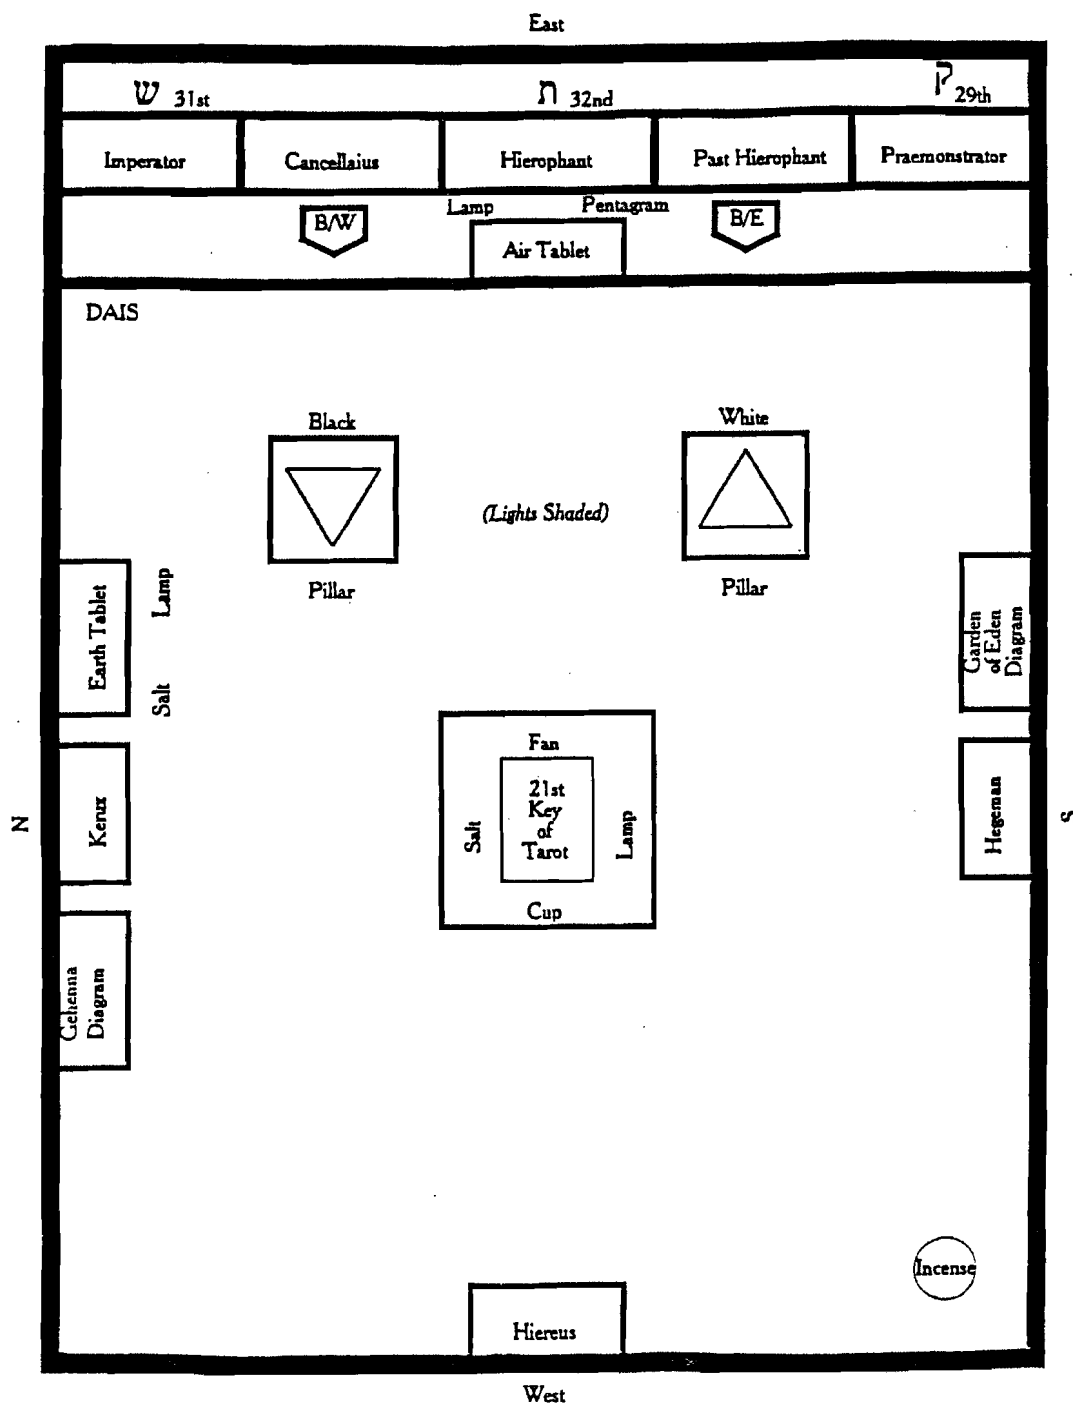 East
ש 31st
ת 32nd
ק 29th
Imperator
Cancellaius
Hierophant
Past Hierophant
Praemonstrator
B/W
Lamp
Pentagram
B/E
Air Tablet
DAIS
Black
White
(Lights Shaded)
Pillar
Pillar
Earth Tablet
Lamp
Salt
Garden
of Eden
Diagram
Fan
21st
Key
of
Tarot
Salt
Lamp
Cup
Kerux
Hegeman
N
S
Gehenna
Diagram
Incense
Hiereus
West